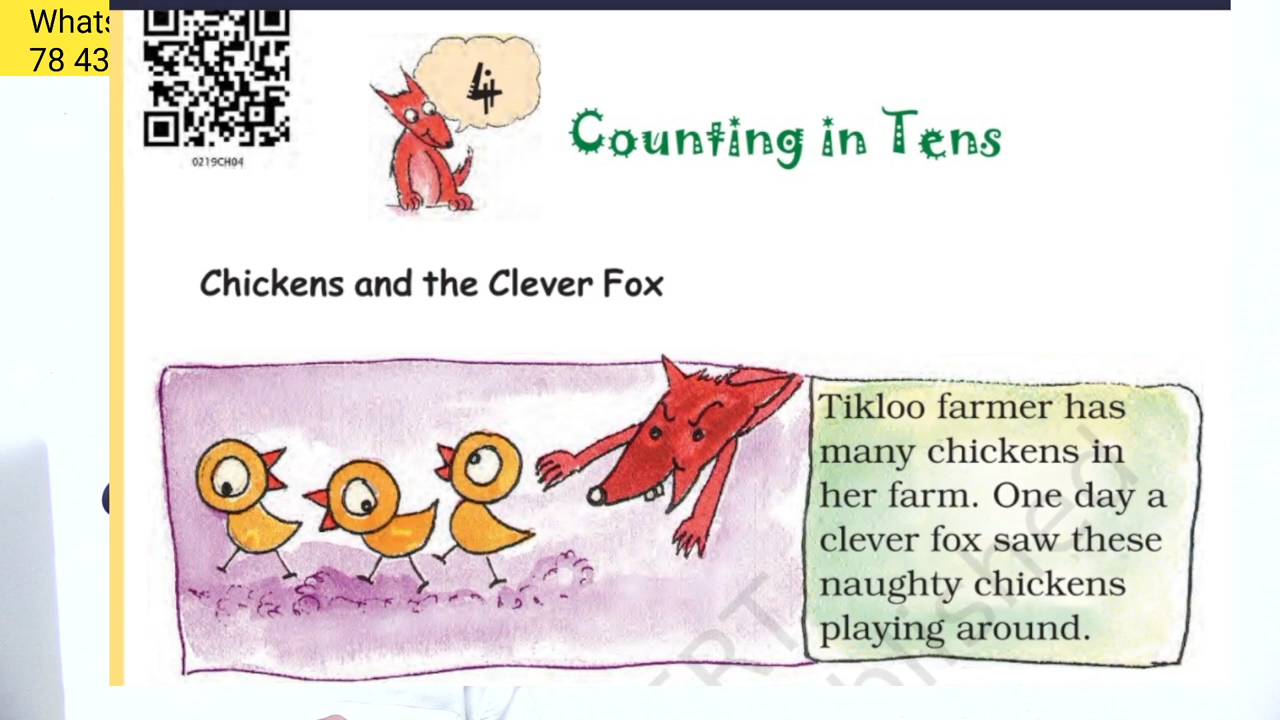 Whats
78 43
0219CH04
4
Counting in Tens
Chickens and the Clever Fox
Tikloo farmer has
many chickens in
her farm. One day a
clever fox saw these
naughty chickens
playing around.